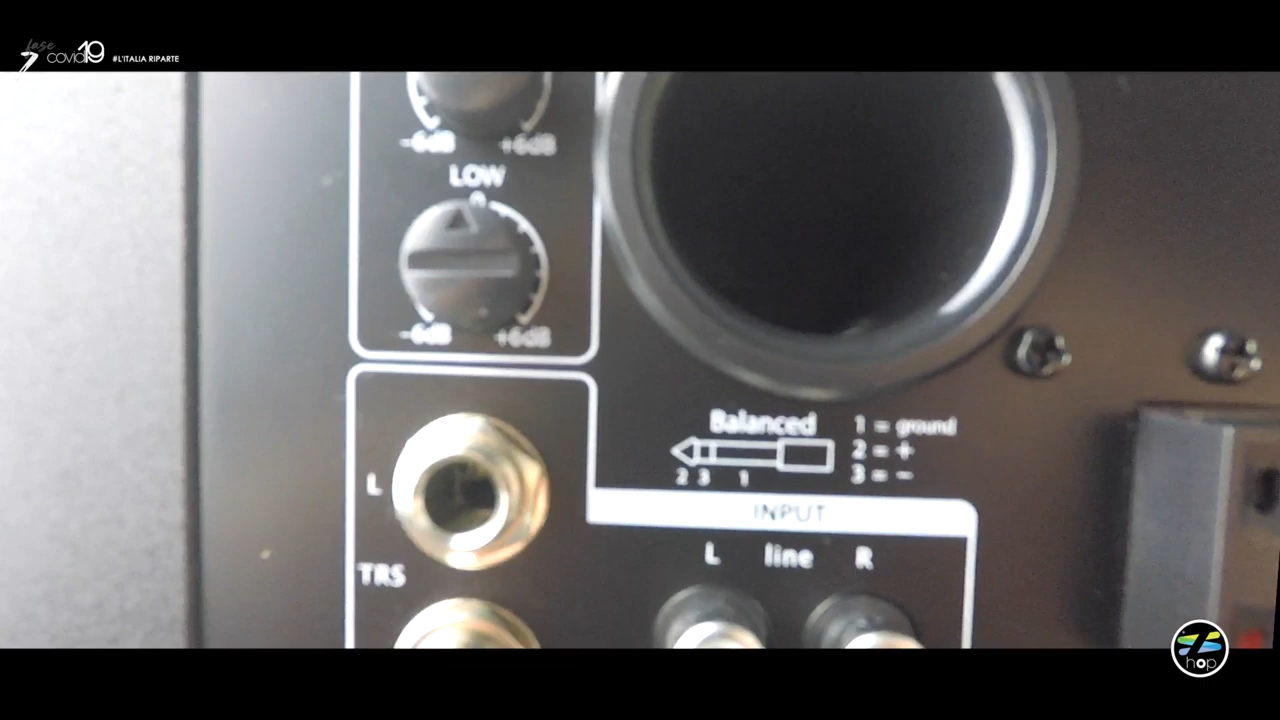 fase
covid19 #L'ITALIA RIPARTE
-6dB +6dB
LOW
-6dB +6dB
Balanced
1 = ground
2 = +
3 = -
2 3 1
L
INPUT
L line R
TRS
hop